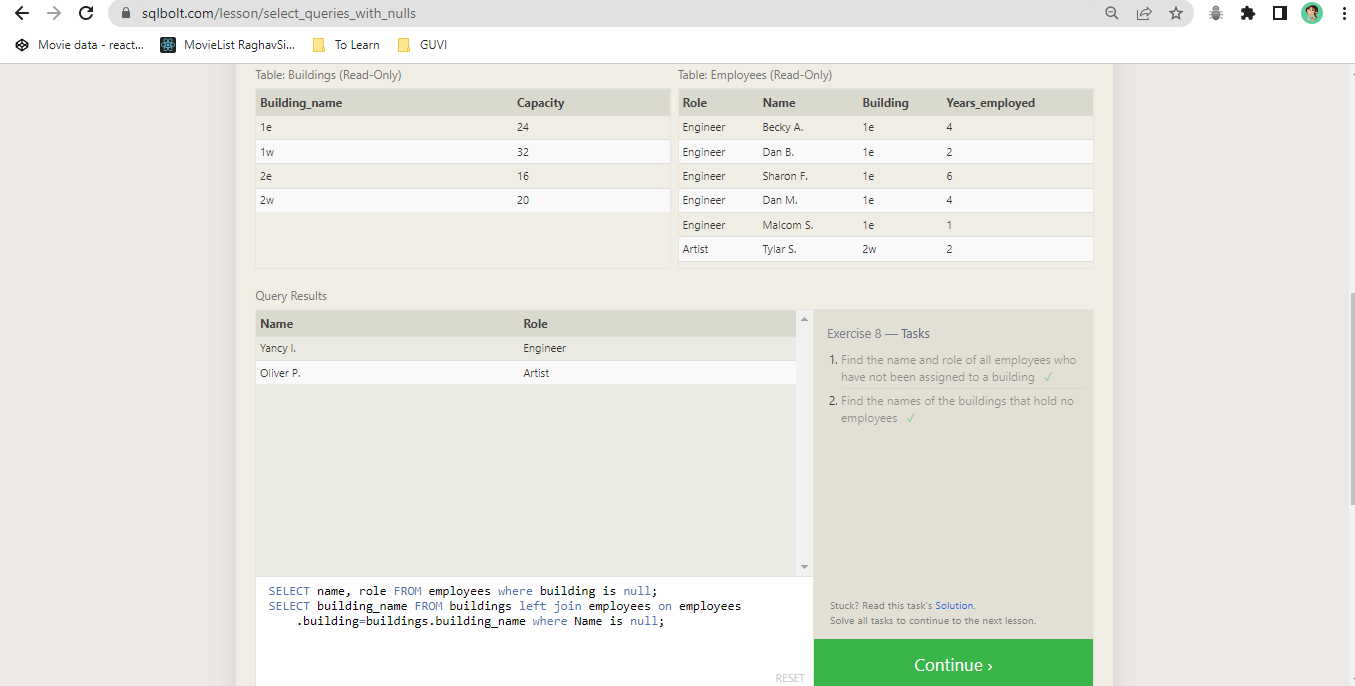 sqlbolt.com/lesson/select_queries_with_nulls
Movie data - react... MovieList RaghavSi... To Learn GUVI
Table: Buildings (Read-Only)
Building_name Capacity
1e 24
1w 32
2e 16
2w 20
Table: Employees (Read-Only)
Role Name Building Years_employed
Engineer Becky A. 1e 4
Engineer Dan B. 1e 2
Engineer Sharon F. 1e 6
Engineer Dan M. 1e 4
Engineer Malcom S. 1e 1
Artist Tylar S. 2w 2
Query Results
Name Role
Yancy I. Engineer
Oliver P. Artist
Exercise 8 — Tasks
1. Find the name and role of all employees who
have not been assigned to a building ✓
2. Find the names of the buildings that hold no
employees ✓
SELECT name, role FROM employees where building is null;
SELECT building_name FROM buildings left join employees on employees
.building=buildings.building_name where Name is null;
RESET
Stuck? Read this task's Solution.
Solve all tasks to continue to the next lesson.
Continue ›